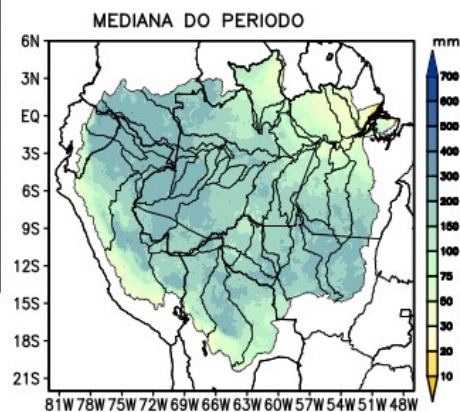 MEDIANA DO PERIODO
mm
6N
3N
EQ
3S
6S
9S
12S
15S
18S
21S
81W 78W 75W 72W 69W 66W 63W 60W 57W 54W 51W 48W
700
600
500
400
300
200
150
100
75
50
30
20
10